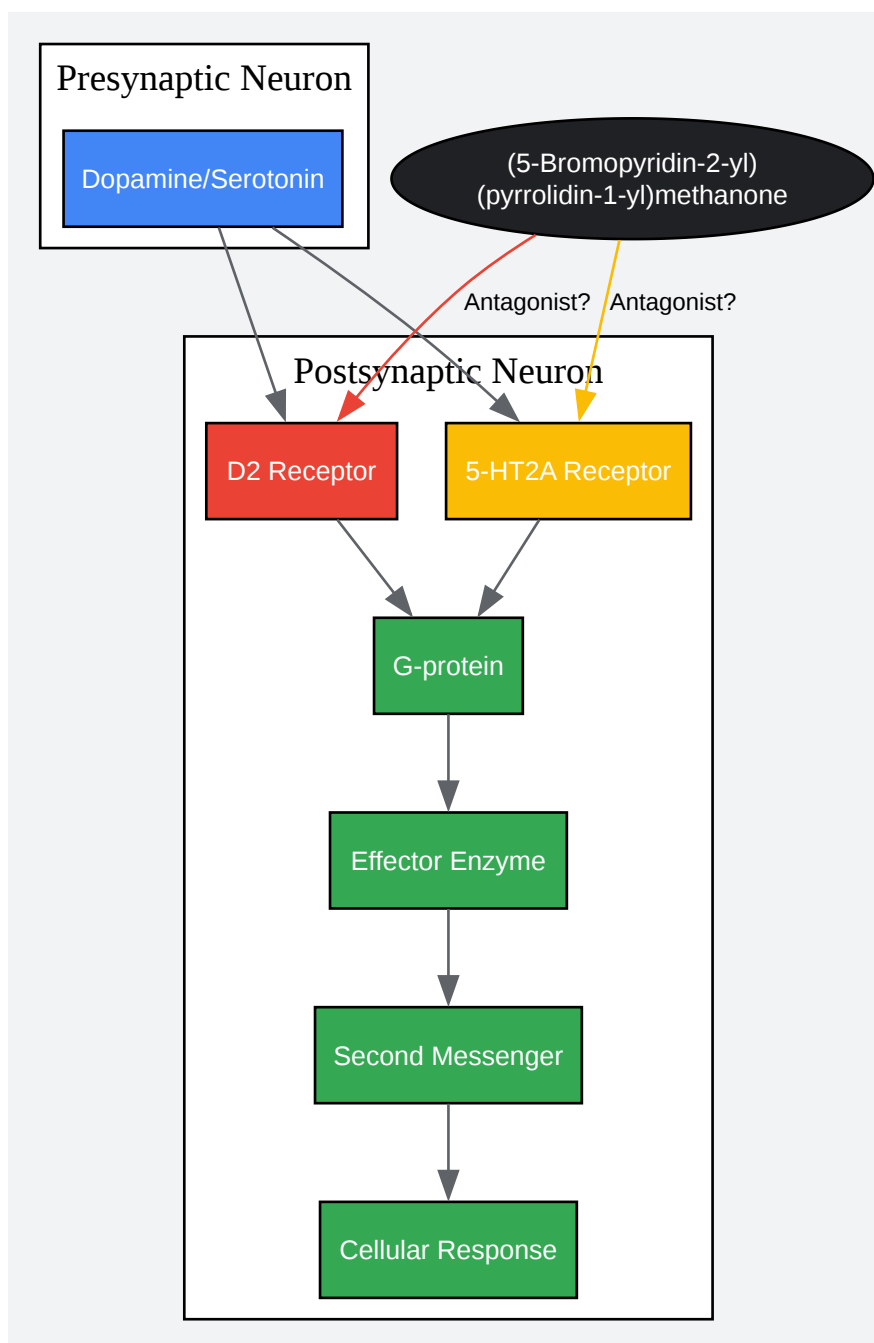 Presynaptic Neuron
Dopamine/Serotonin
(5-Bromopyridin-2-yl)
(pyrrolidin-1-yl)methanone
Antagonist?
Antagonist?
Postsynaptic Neuron
D2 Receptor
5-HT2A Receptor
G-protein
Effector Enzyme
Second Messenger
Cellular Response